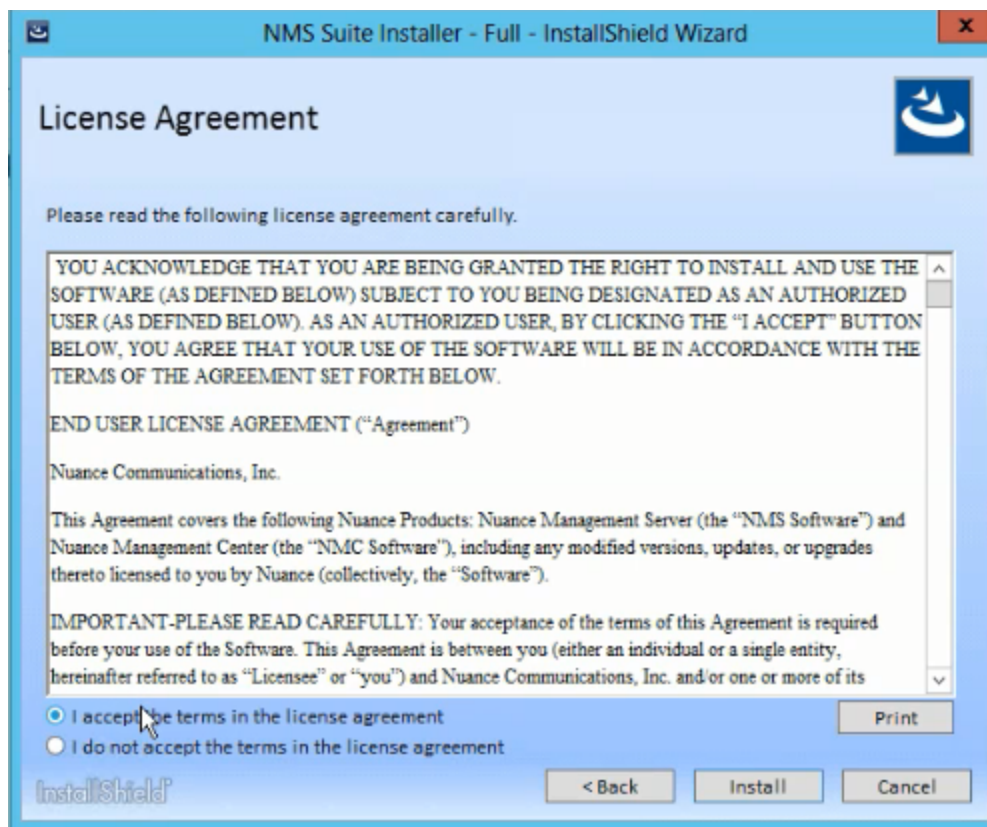 NMS Suite Installer - Full - InstallShield Wizard
x
License Agreement
Please read the following license agreement carefully.
YOU ACKNOWLEDGE THAT YOU ARE BEING GRANTED THE RIGHT TO INSTALL AND USE THE
SOFTWARE (AS DEFINED BELOW) SUBJECT TO YOU BEING DESIGNATED AS AN AUTHORIZED
USER (AS DEFINED BELOW). AS AN AUTHORIZED USER, BY CLICKING THE “I ACCEPT” BUTTON
BELOW, YOU AGREE THAT YOUR USE OF THE SOFTWARE WILL BE IN ACCORDANCE WITH THE
TERMS OF THE AGREEMENT SET FORTH BELOW.
END USER LICENSE AGREEMENT (“Agreement”)
Nuance Communications, Inc.
This Agreement covers the following Nuance Products: Nuance Management Server (the “NMS Software”) and
Nuance Management Center (the “NMC Software”), including any modified versions, updates, or upgrades
thereto licensed to you by Nuance (collectively, the “Software”).
IMPORTANT-PLEASE READ CAREFULLY: Your acceptance of the terms of this Agreement is required
before your use of the Software. This Agreement is between you (either an individual or a single entity,
hereinafter referred to as “Licensee” or “you”) and Nuance Communications, Inc. and/or one or more of its
I accept the terms in the license agreement
Print
I do not accept the terms in the license agreement
InstallShield
< Back
Install
Cancel